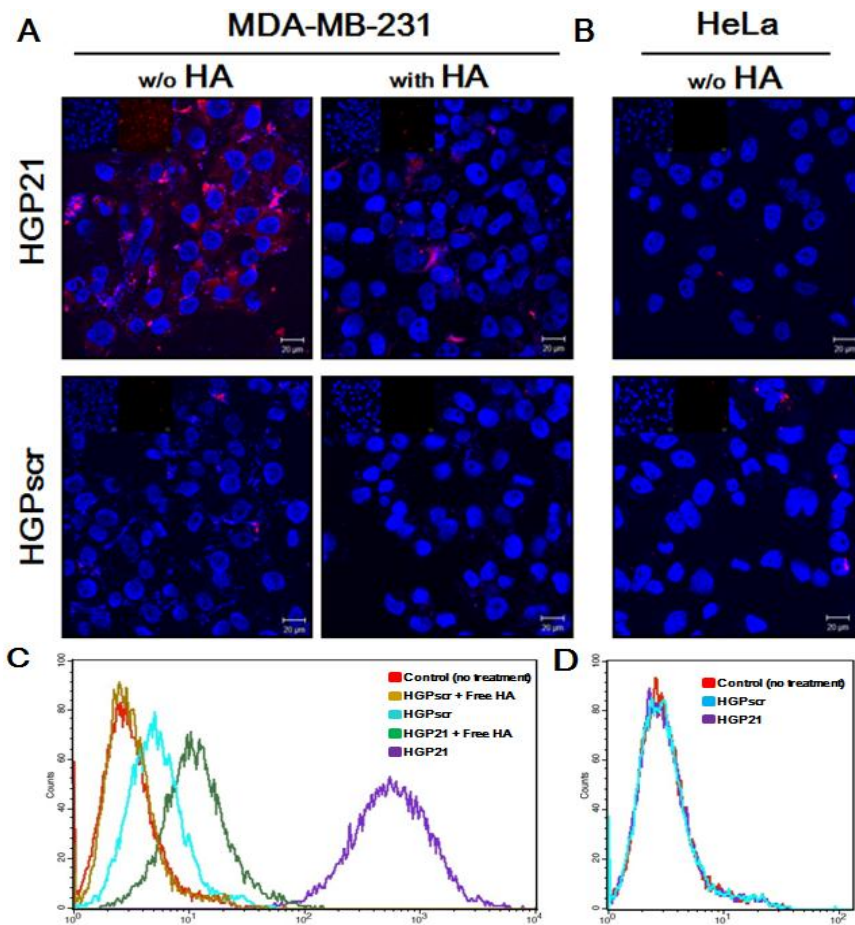 A MDA-MB-231 B HeLa
w/o HA with HA w/o HA
HGP21
20 µm 20 µm 20 µm
HGPscr
20 µm 20 µm 20 µm
C D
100
80
60
40
20
0
Counts
Control (no treatment)
HGPscr + Free HA
HGPscr
HGP21 + Free HA
HGP21
10⁰ 10¹ 10² 10³ 10⁴
100
80
60
40
20
0
Counts
Control (no treatment)
HGPscr
HGP21
10⁰ 10¹ 10²